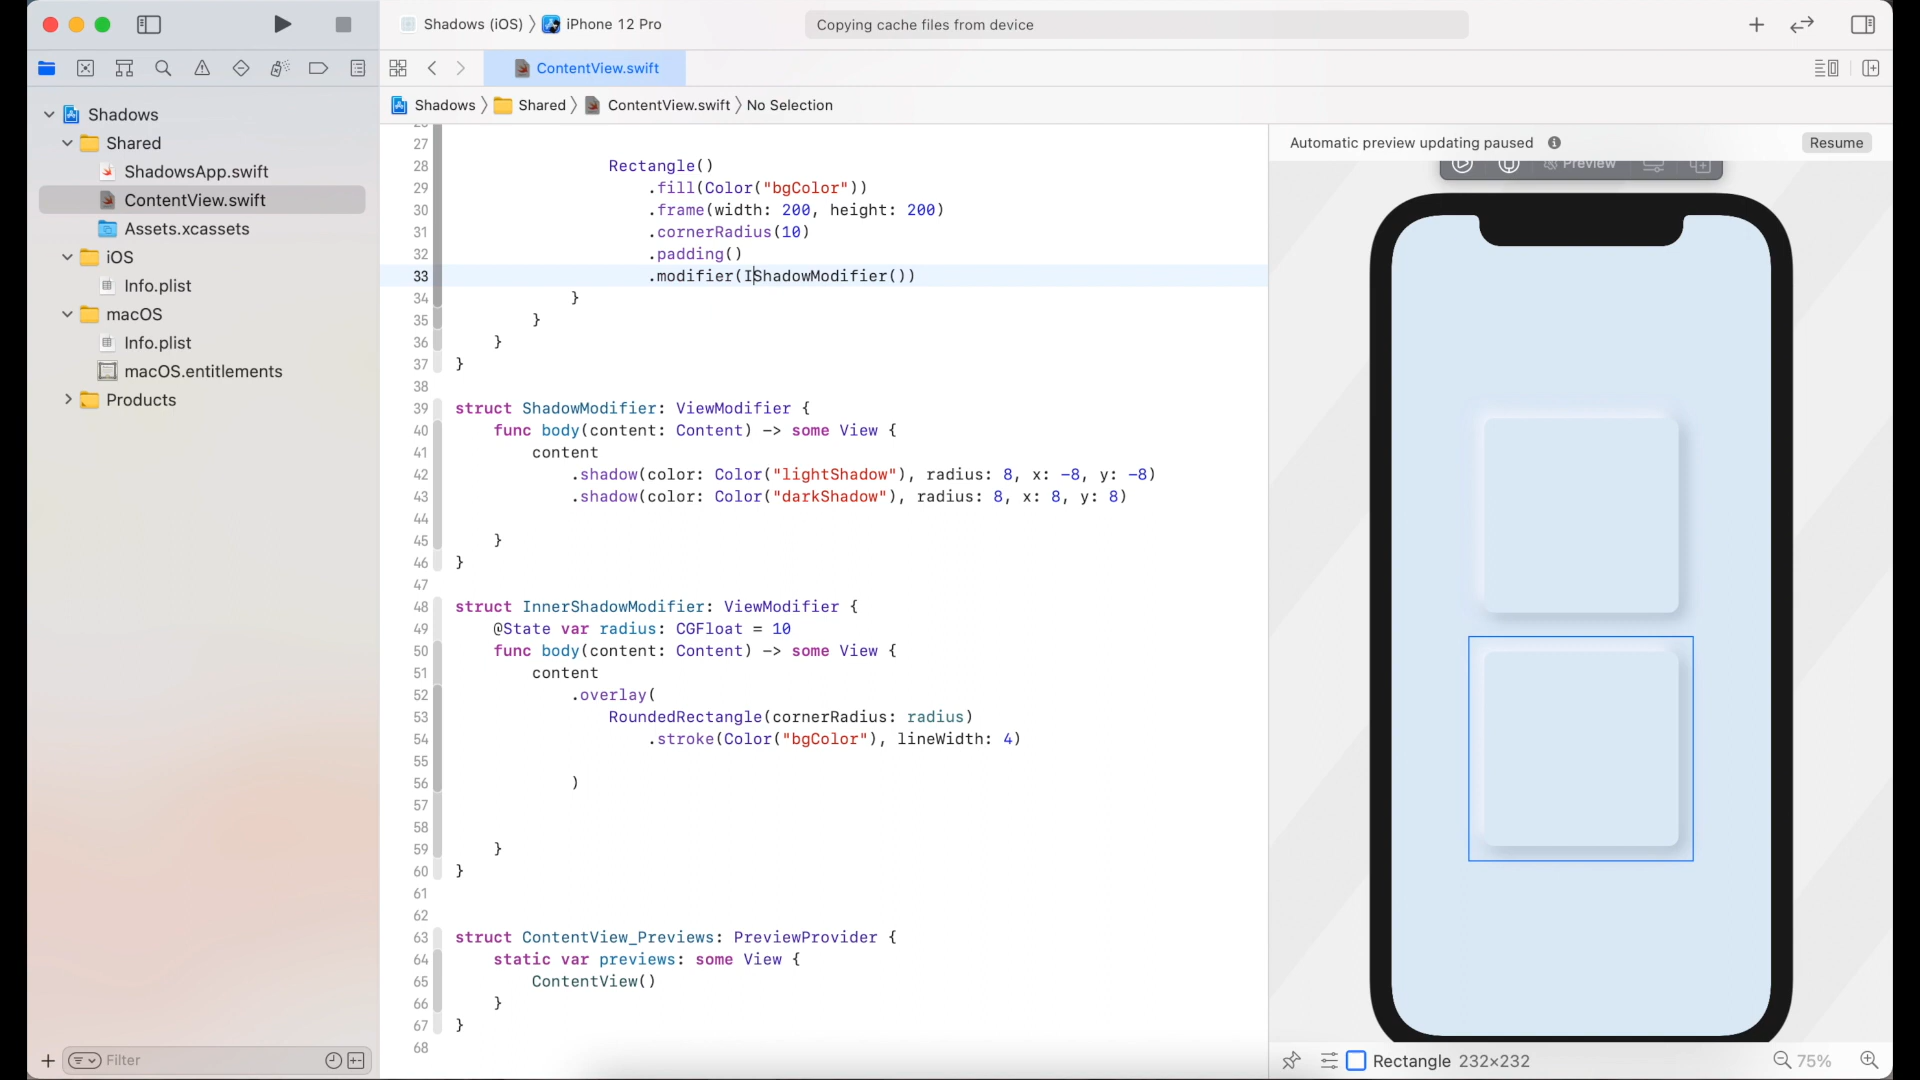 Shadows (iOS) 〉 iPhone 12 Pro
Copying cache files from device
ContentView.swift
Shadows 〉 Shared 〉 ContentView.swift 〉 No Selection
Shadows
Shared
ShadowsApp.swift
ContentView.swift
Assets.xcassets
iOS
Info.plist
macOS
Info.plist
macOS.entitlements
Products
Filter
27
28 Rectangle()
29 .fill(Color("bgColor"))
30 .frame(width: 200, height: 200)
31 .cornerRadius(10)
32 .padding()
33 .modifier(IShadowModifier())
34 }
35 }
36 }
37 }
38
39 struct ShadowModifier: ViewModifier {
40 func body(content: Content) -> some View {
41 content
42 .shadow(color: Color("lightShadow"), radius: 8, x: -8, y: -8)
43 .shadow(color: Color("darkShadow"), radius: 8, x: 8, y: 8)
44
45 }
46 }
47
48 struct InnerShadowModifier: ViewModifier {
49 @State var radius: CGFloat = 10
50 func body(content: Content) -> some View {
51 content
52 .overlay(
53 RoundedRectangle(cornerRadius: radius)
54 .stroke(Color("bgColor"), lineWidth: 4)
55
56 )
57
58
59 }
60 }
61
62
63 struct ContentView_Previews: PreviewProvider {
64 static var previews: some View {
65 ContentView()
66 }
67 }
68
Automatic preview updating paused
Resume
Preview
Rectangle 232×232
75%